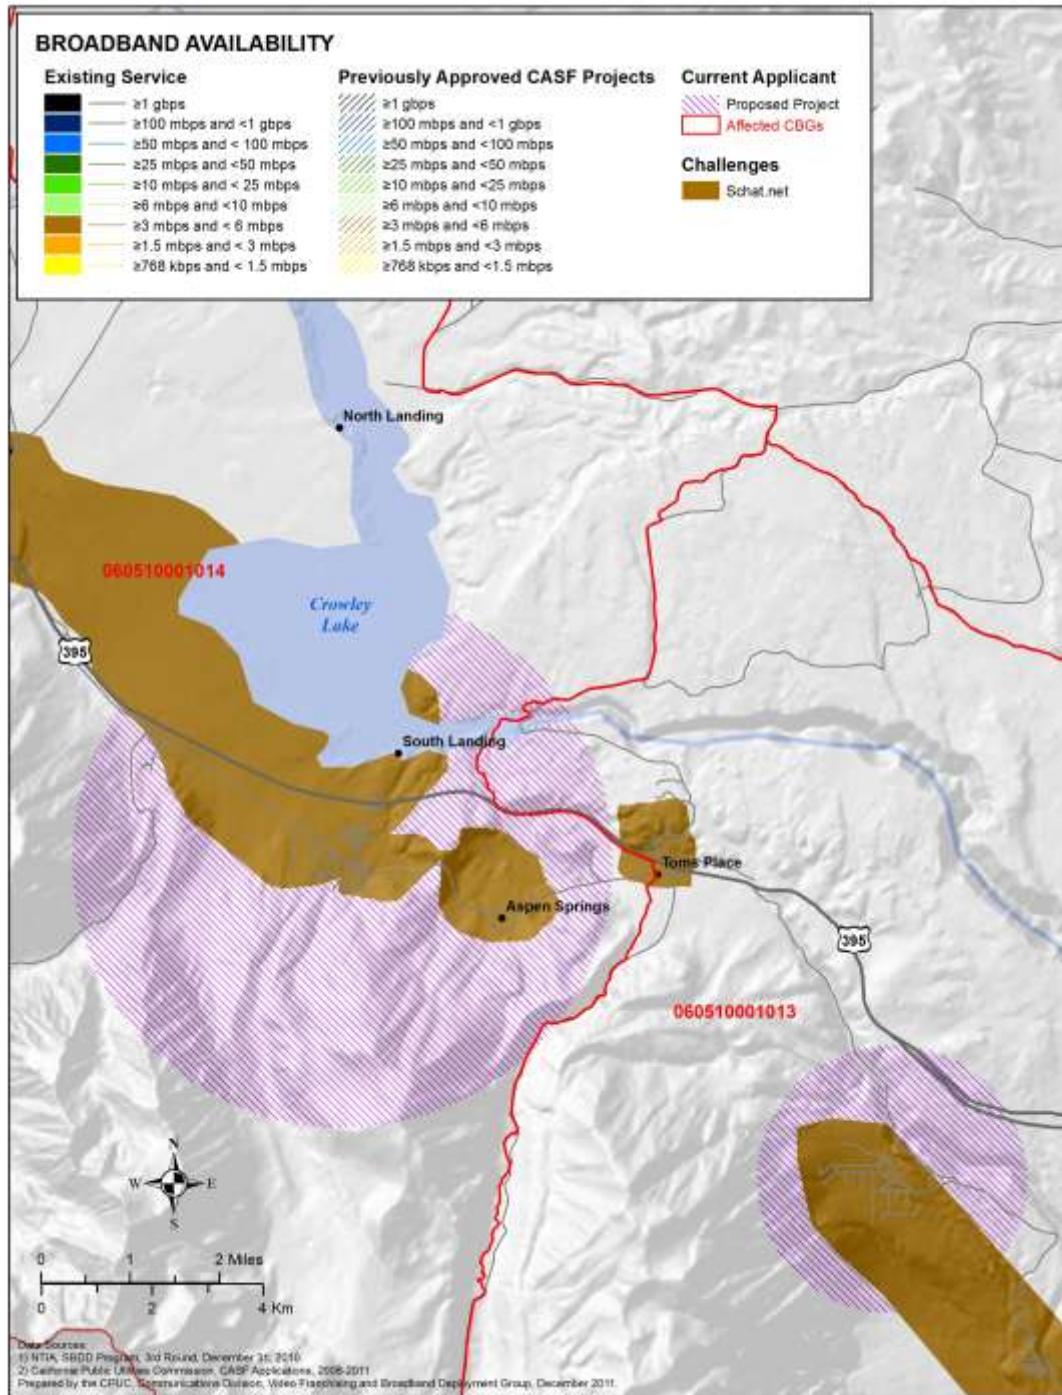 BROADBAND AVAILABILITY
Existing Service
≥1 gbps
≥100 mbps and <1 gbps
≥50 mbps and < 100 mbps
≥25 mbps and <50 mbps
≥10 mbps and < 25 mbps
≥6 mbps and <10 mbps
≥3 mbps and < 6 mbps
≥1.5 mbps and < 3 mbps
≥768 kbps and < 1.5 mbps
Previously Approved CASF Projects
≥1 gbps
≥100 mbps and <1 gbps
≥50 mbps and <100 mbps
≥25 mbps and <50 mbps
≥10 mbps and <25 mbps
≥6 mbps and <10 mbps
≥3 mbps and <6 mbps
≥1.5 mbps and <3 mbps
≥768 kbps and <1.5 mbps
Current Applicant
Proposed Project
Affected CBGs
Challenges
Schat.net
North Landing
060510001014
Crowley
Lake
395
South Landing
Toms Place
Aspen Springs
395
060510001013
N
W E
S
0 1 2 Miles
0 2 4 Km
Data Sources:
1) NTIA, SBDD Program, 3rd Round, December 31, 2010
2) California Public Utilities Commission, CASF Applications, 2008-2011
Prepared by the CPUC, Communications Division, Video Franchising and Broadband Deployment Group, December 2011.